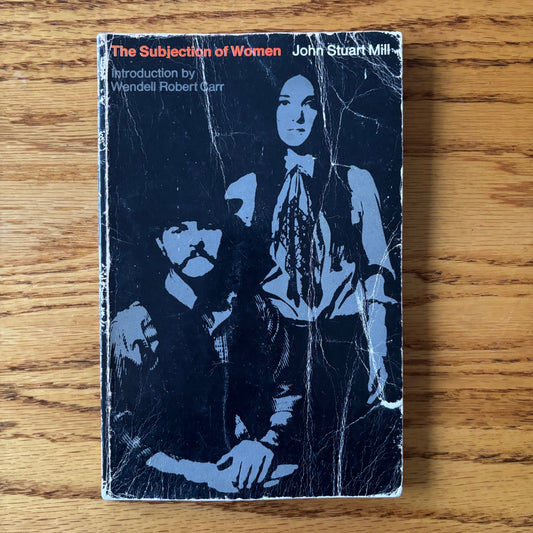 The Subjection of Women John Stuart Mill
Introduction by
Wendell Robert Carr